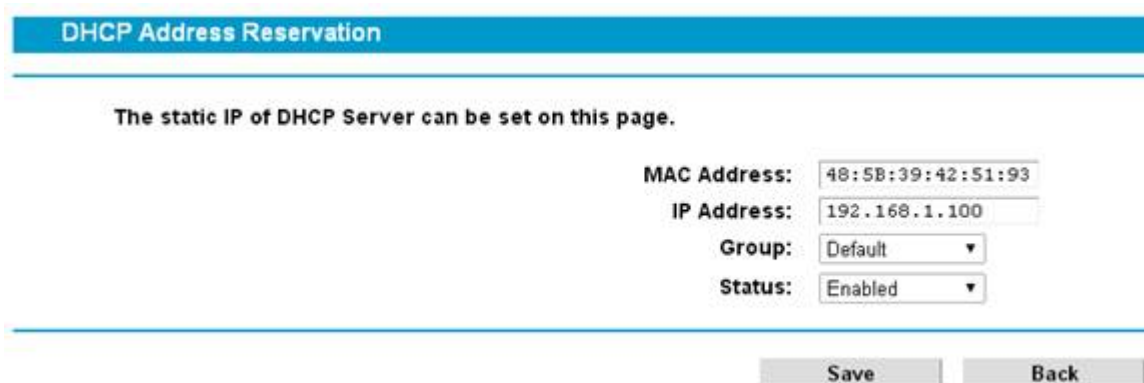 DHCP Address Reservation
The static IP of DHCP Server can be set on this page.
MAC Address: 48:5B:39:42:51:93
IP Address: 192.168.1.100
Group: Default
Status: Enabled
Save Back